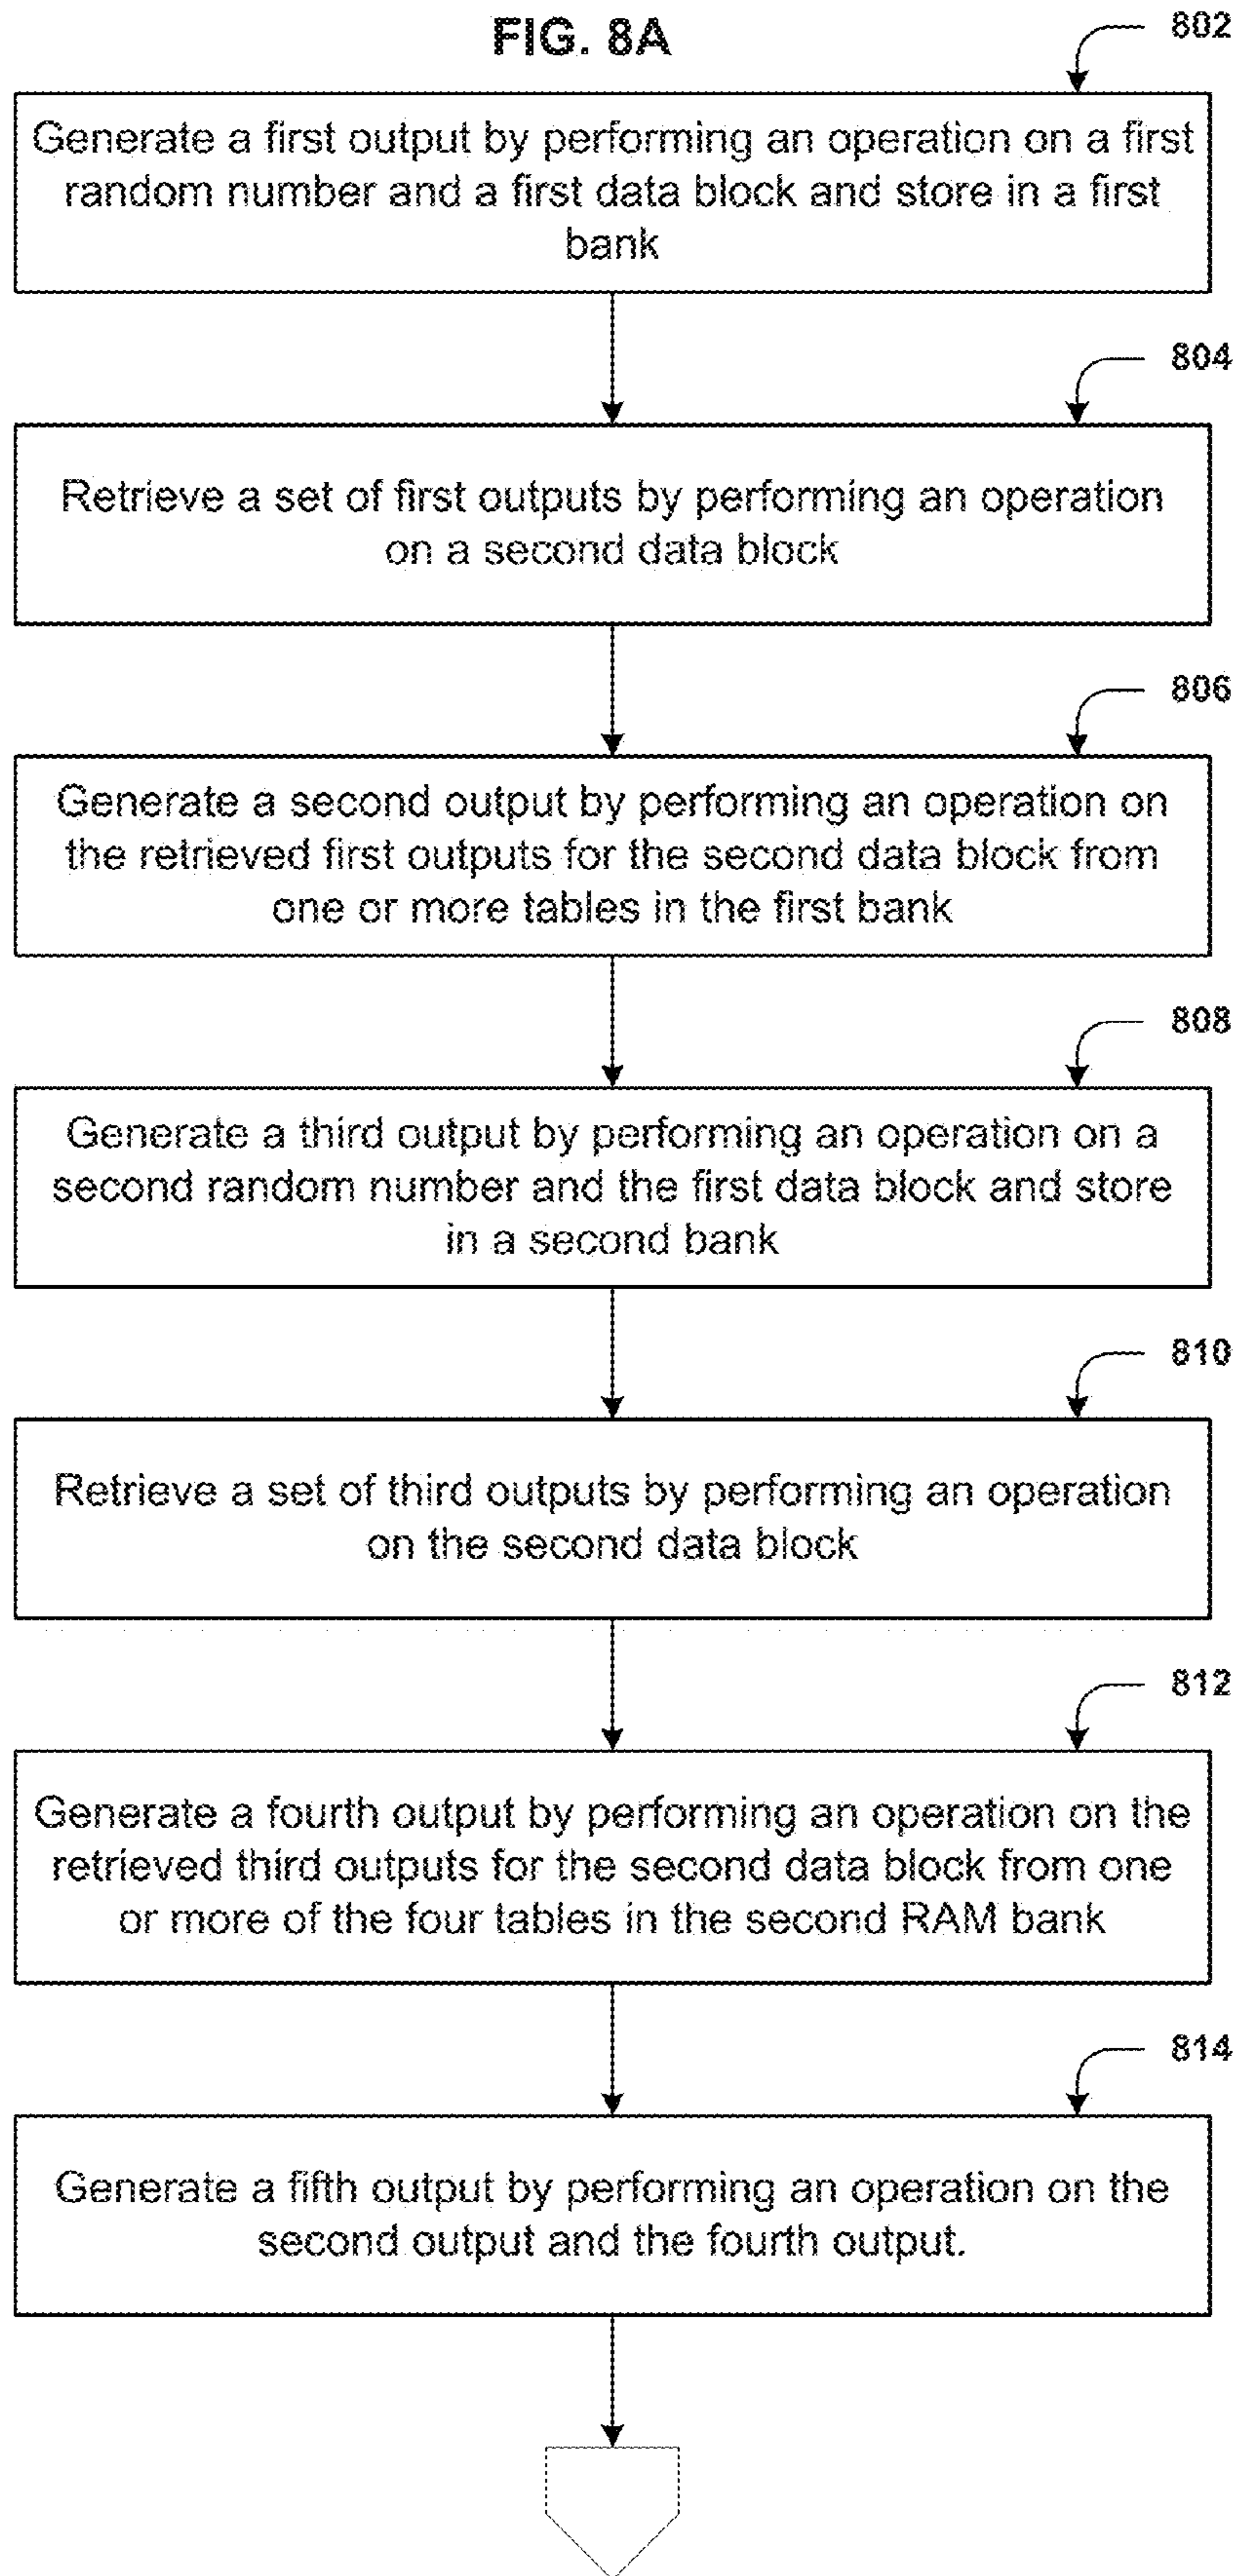 FIG. 8A
802
Generate a first output by performing an operation on a first
random number and a first data block and store in a first
bank
804
Retrieve a set of first outputs by performing an operation
on a second data block
806
Generate a second output by performing an operation on
the retrieved first outputs for the second data block from
one or more tables in the first bank
808
Generate a third output by performing an operation on a
second random number and the first data block and store
in a second bank
810
Retrieve a set of third outputs by performing an operation
on the second data block
812
Generate a fourth output by performing an operation on the
retrieved third outputs for the second data block from one
or more of the four tables in the second RAM bank
814
Generate a fifth output by performing an operation on the
second output and the fourth output.